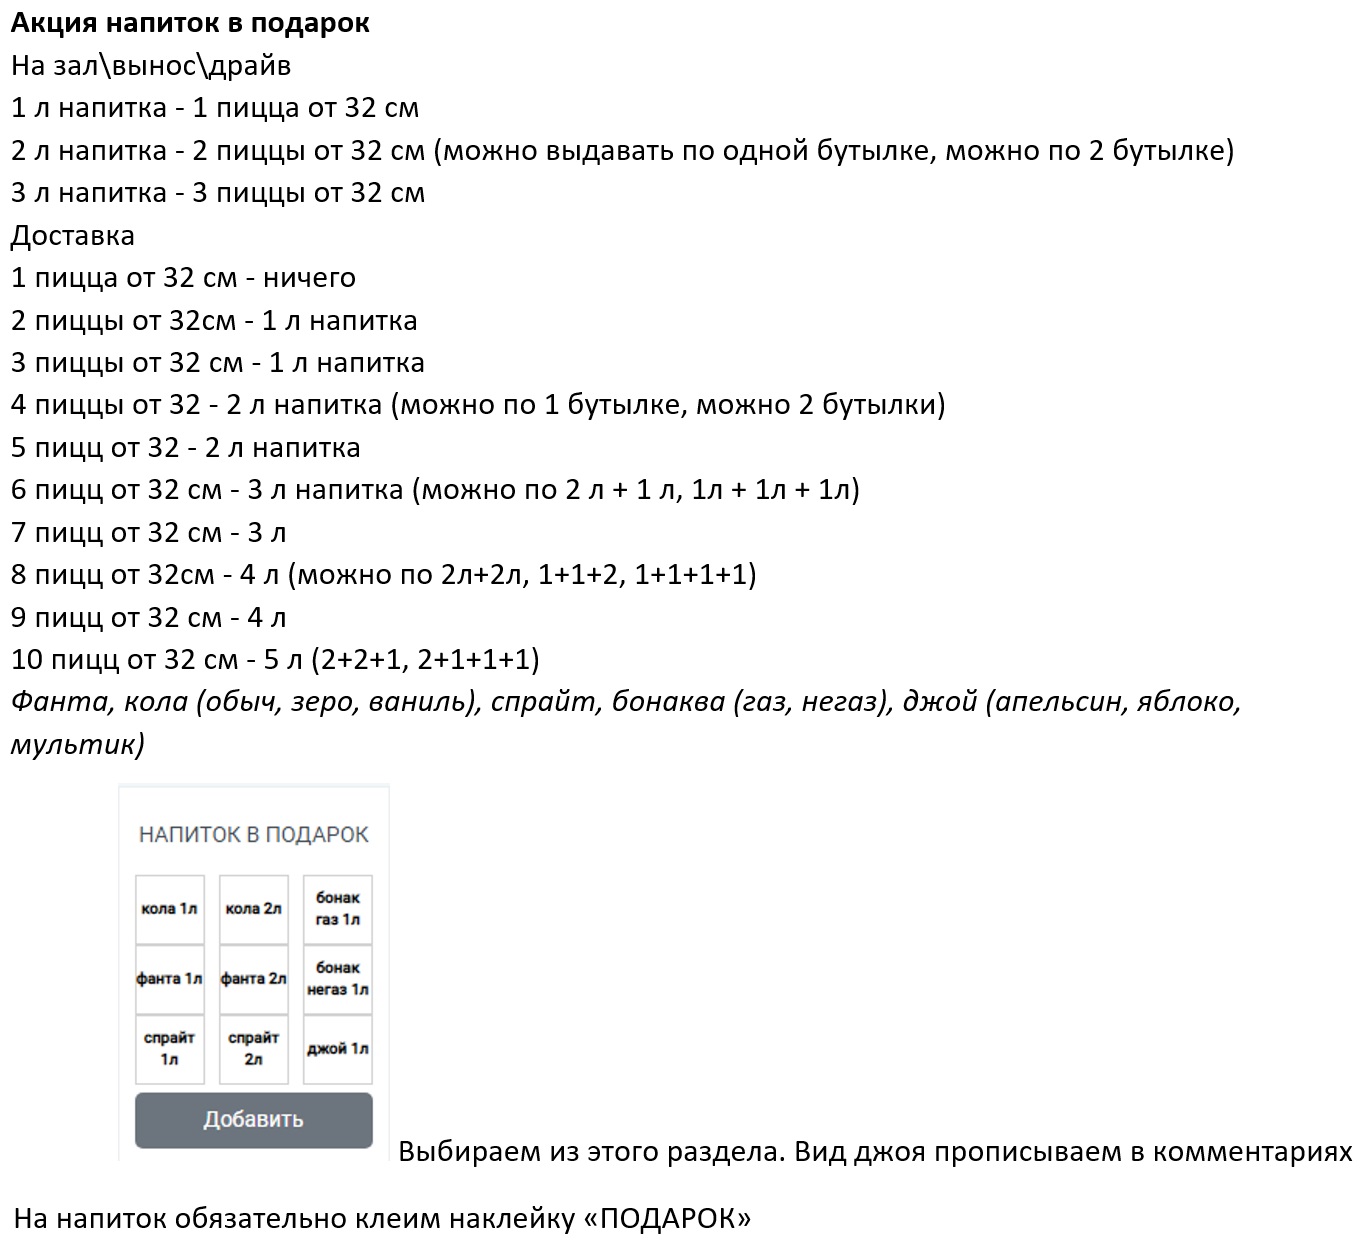 Акция напиток в подарок
На зал\вынос\драйв
1 л напитка - 1 пицца от 32 см
2 л напитка - 2 пиццы от 32 см (можно выдавать по одной бутылке, можно по 2 бутылке)
3 л напитка - 3 пиццы от 32 см
Доставка
1 пицца от 32 см - ничего
2 пиццы от 32см - 1 л напитка
3 пиццы от 32 см - 1 л напитка
4 пиццы от 32 - 2 л напитка (можно по 1 бутылке, можно 2 бутылки)
5 пицц от 32 - 2 л напитка
6 пицц от 32 см - 3 л напитка (можно по 2 л + 1 л, 1л + 1л + 1л)
7 пицц от 32 см - 3 л
8 пицц от 32см - 4 л (можно по 2л+2л, 1+1+2, 1+1+1+1)
9 пицц от 32 см - 4 л
10 пицц от 32 см - 5 л (2+2+1, 2+1+1+1)
Фанта, кола (обыч, зеро, ваниль), спрайт, бонаква (газ, негаз), джой (апельсин, яблоко,
мультик)
НАПИТОК В ПОДАРОК
кола 1л кола 2л бонак газ 1л
фанта 1л фанта 2л бонак негаз 1л
спрайт 1л спрайт 2л джой 1л
Добавить
Выбираем из этого раздела. Вид джоя прописываем в комментариях
На напиток обязательно клеим наклейку «ПОДАРОК»